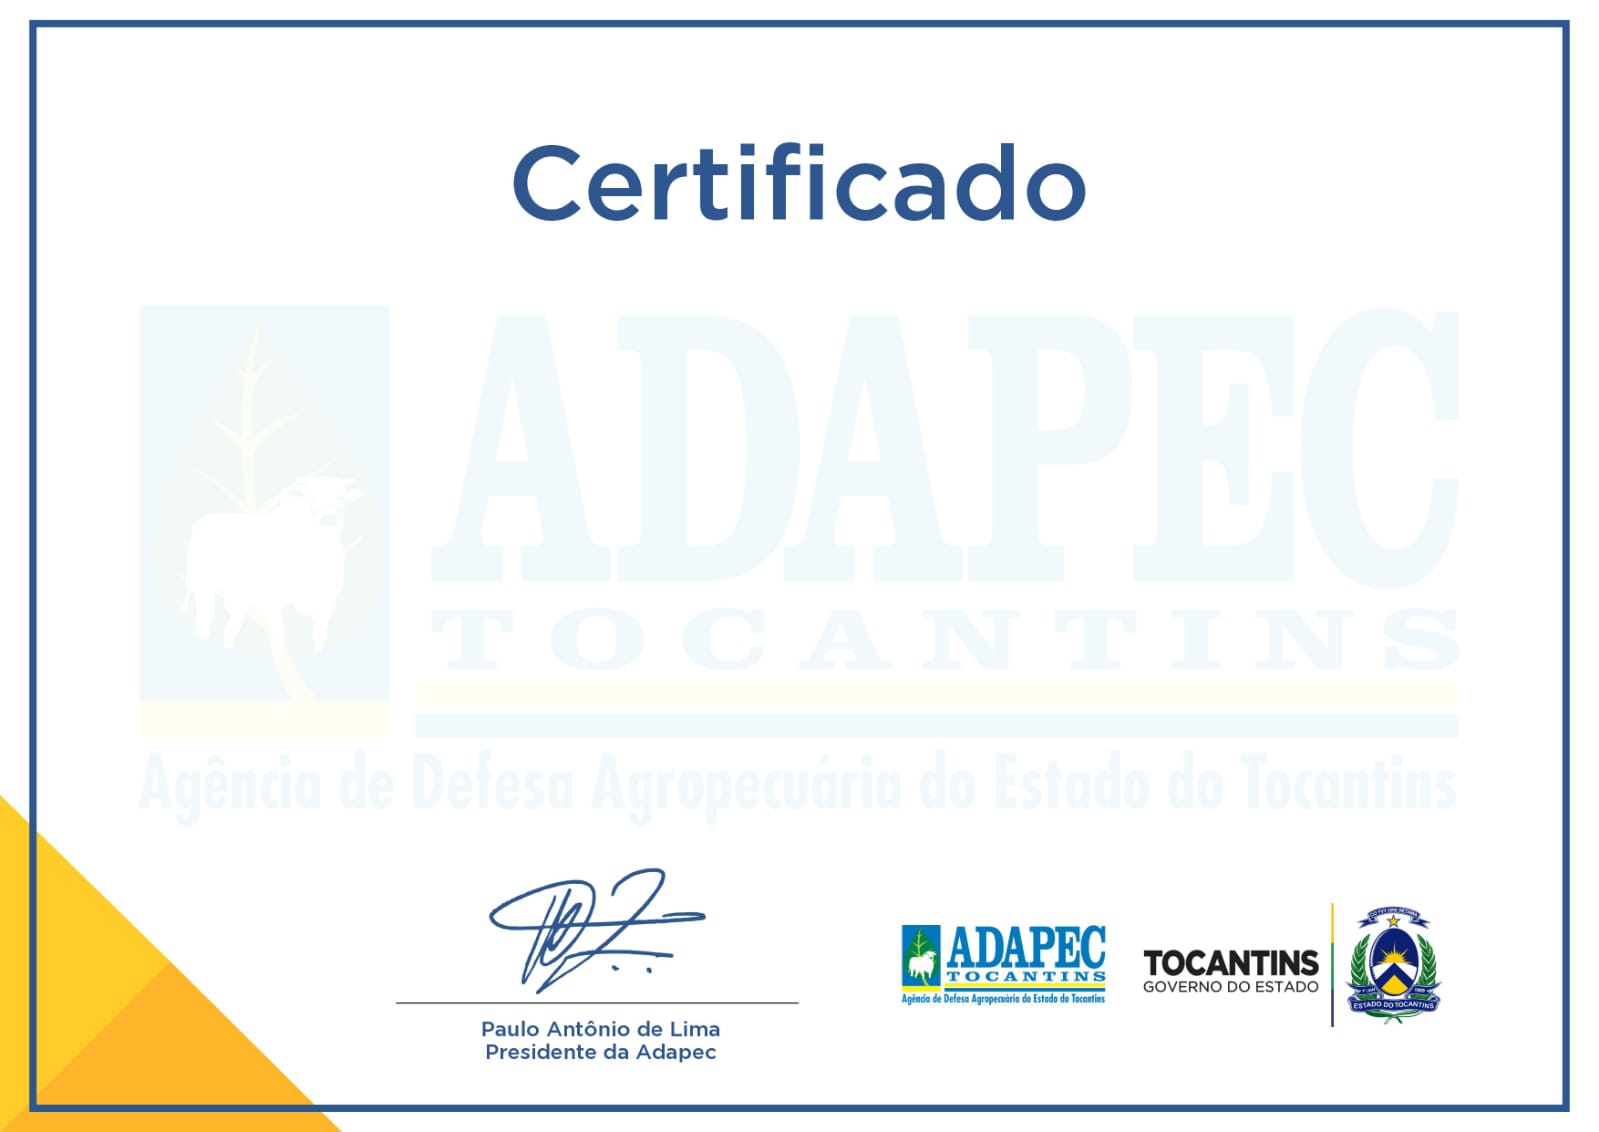 Certificado
ADAPEC
TOCANTINS
Agência de Defesa Agropecuária do Estado do Tocantins
Paulo Antônio de Lima
Presidente da Adapec
ADAPEC
TOCANTINS
Agência de Defesa Agropecuária do Estado do Tocantins
TOCANTINS
GOVERNO DO ESTADO
ESTADO DO TOCANTINS